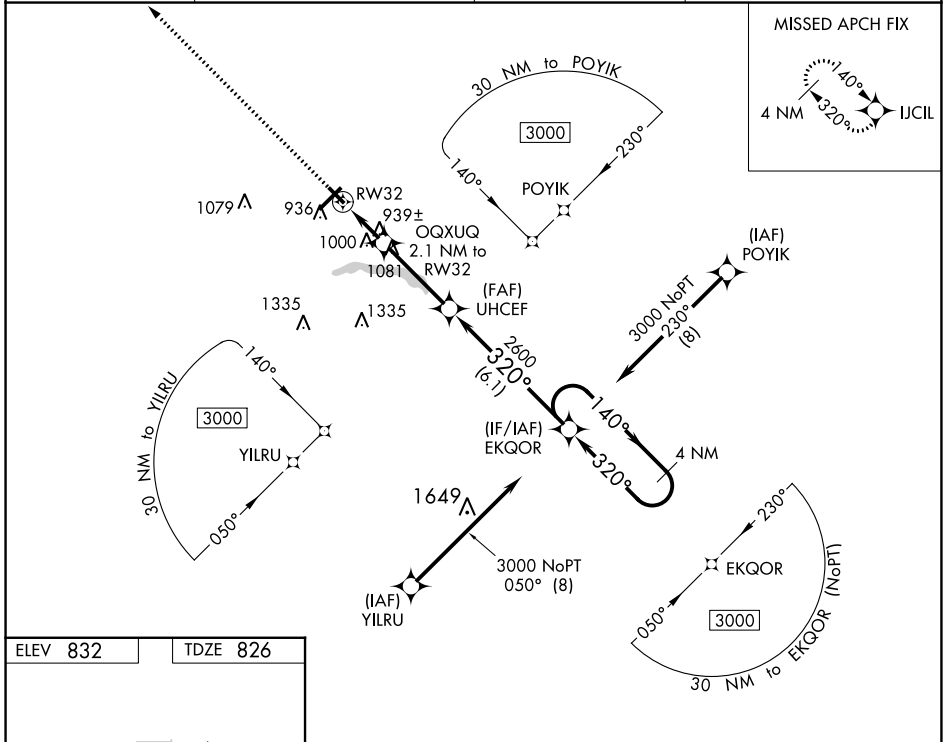 MISSED APCH FIX
140°
4 NM
320°
IJCIL
30 NM to POYIK
3000
140°
230°
POYIK
RW32
1079
936
939±
1000
OQXUQ
2.1 NM to
RW32
1081
(IAF)
POYIK
(FAF)
UHCEF
3000 NoPT
230°
(8)
1335
1335
2600
320°
(6.1)
140°
30 NM to YILRU
3000
YILRU
050°
(IF/IAF)
EKQOR
140°
320°
4 NM
1649
3000 NoPT
050° (8)
(IAF)
YILRU
230°
EKQOR
050°
3000
30 NM to EKQOR (NoPT)
ELEV 832
TDZE 826